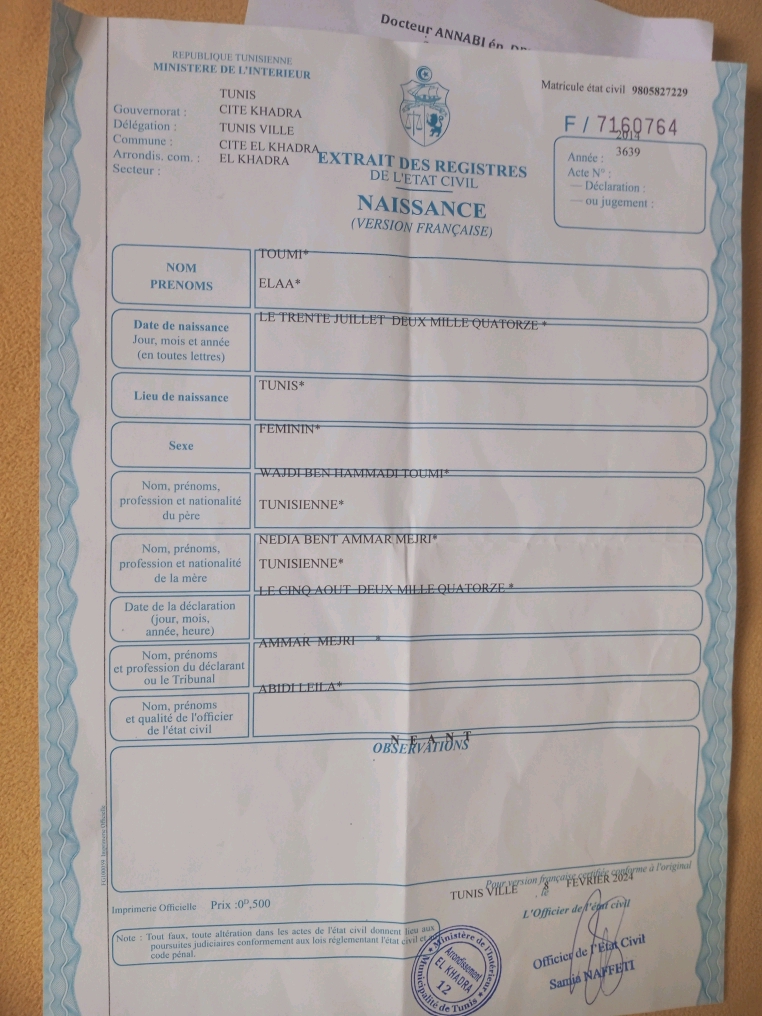 Docteur ANNABI
REPUBLIQUE TUNISIENNE
MINISTERE DE L'INTERIEUR
TUNIS
Gouvernorat : CITE KHADRA
Délégation : TUNIS VILLE
Commune : CITE EL KHADRA
Arrondis. com. : EL KHADRA
Secteur :
Matricule état civil 9805827229
F / 7160764
2014
Année : 3639
Acte N° :
— Déclaration :
— ou jugement :
EXTRAIT DES REGISTRES
DE L'ETAT CIVIL
NAISSANCE
(VERSION FRANÇAISE)
TOUMI*
NOM
PRENOMS
ELAA*
LE TRENTE JUILLET DEUX MILLE QUATORZE *
Date de naissance
Jour, mois et année
(en toutes lettres)
TUNIS*
Lieu de naissance
FEMININ*
Sexe
WAJDI BEN HAMMADI TOUMI*
Nom, prénoms,
profession et nationalité
du père
TUNISIENNE*
NEDIA BENT AMMAR MEJRI*
Nom, prénoms,
profession et nationalité
de la mère
TUNISIENNE*
LE CINQ AOUT DEUX MILLE QUATORZE *
Date de la déclaration
(jour, mois,
année, heure)
AMMAR MEJRI *
Nom, prénoms
et profession du déclarant
ou le Tribunal
ABIDI LEILA*
Nom, prénoms
et qualité de l'officier
de l'état civil
N E A N T
OBSERVATIONS
Pour version française certifiée conforme à l'original
TUNIS VILLE , le 8 FEVRIER 2024
L'Officier de l'état civil
Imprimerie Officielle Prix :0ᴰ,500
Note : Tout faux, toute altération dans les actes de l'état civil donnent lieu aux
poursuites judiciaires conformement aux lois réglementant l'état civil et
code pénal.
Officier de l'Etat Civil
Samia NAFFETI
Ministère de l'Intérieur
Arrondissement
EL KHADRA
12
Municipalité de Tunis